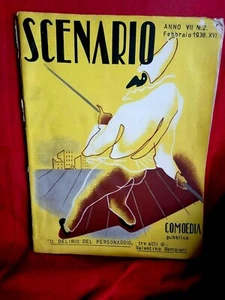 SCENARIO
ANNO VII N.2.
Febbraio 1938. XVI
COMOEDIA
pubblica:
"IL DELIRIO DEL PERSONAGGIO, tre atti di
Valentino Bompiani